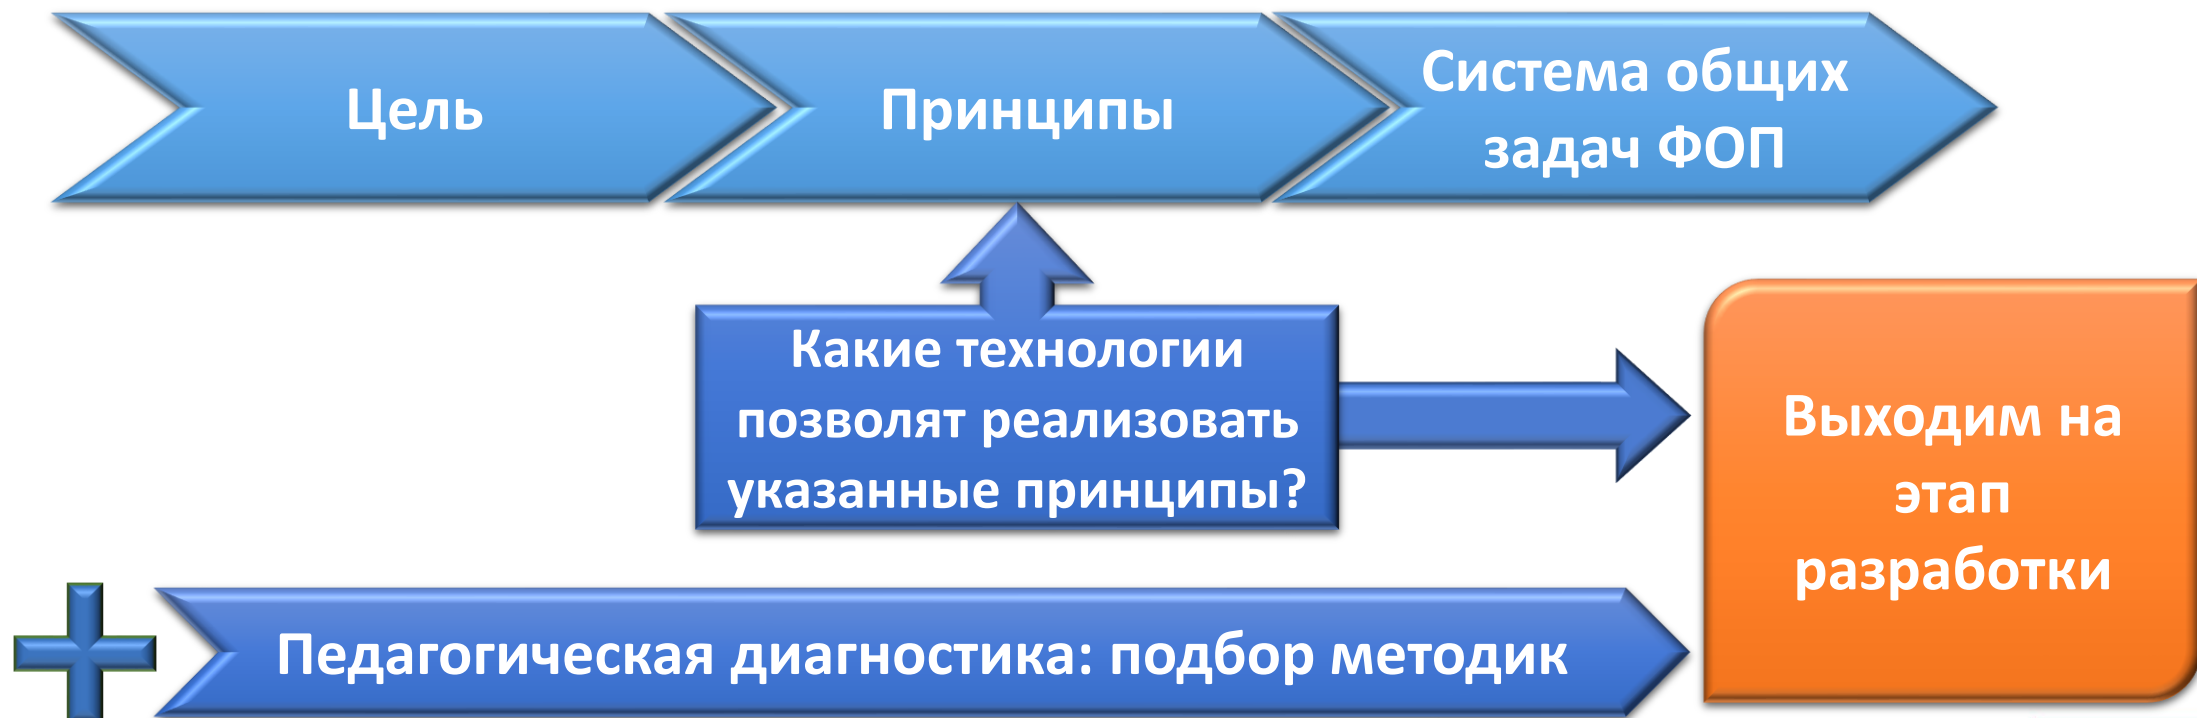 Цель
Принципы
Система общих
задач ФОП
Какие технологии
позволят реализовать
указанные принципы?
Выходим на
этап
разработки
Педагогическая диагностика: подбор методик